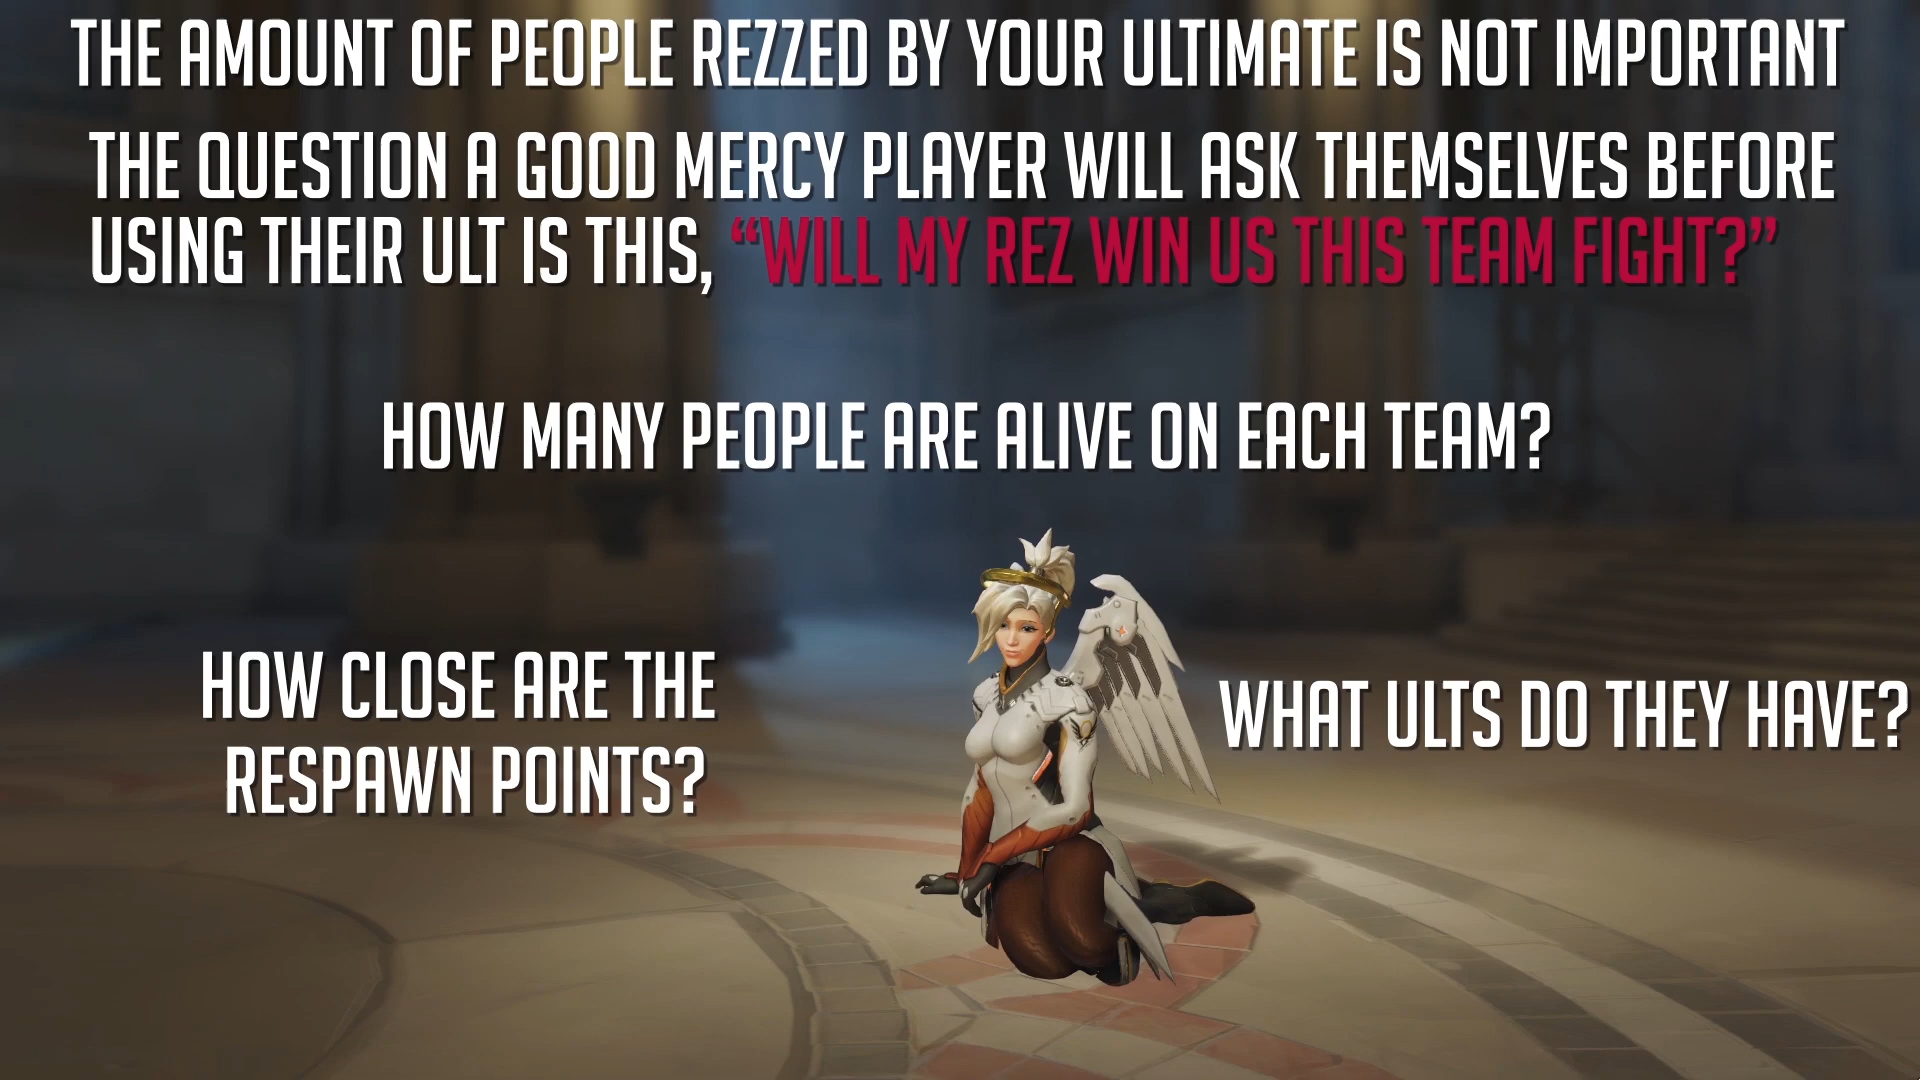 THE AMOUNT OF PEOPLE REZZED BY YOUR ULTIMATE IS NOT IMPORTANT
THE QUESTION A GOOD MERCY PLAYER WILL ASK THEMSELVES BEFORE
USING THEIR ULT IS THIS, “WILL MY REZ WIN US THIS TEAM FIGHT?”
HOW MANY PEOPLE ARE ALIVE ON EACH TEAM?
HOW CLOSE ARE THE
RESPAWN POINTS?
WHAT ULTS DO THEY HAVE?